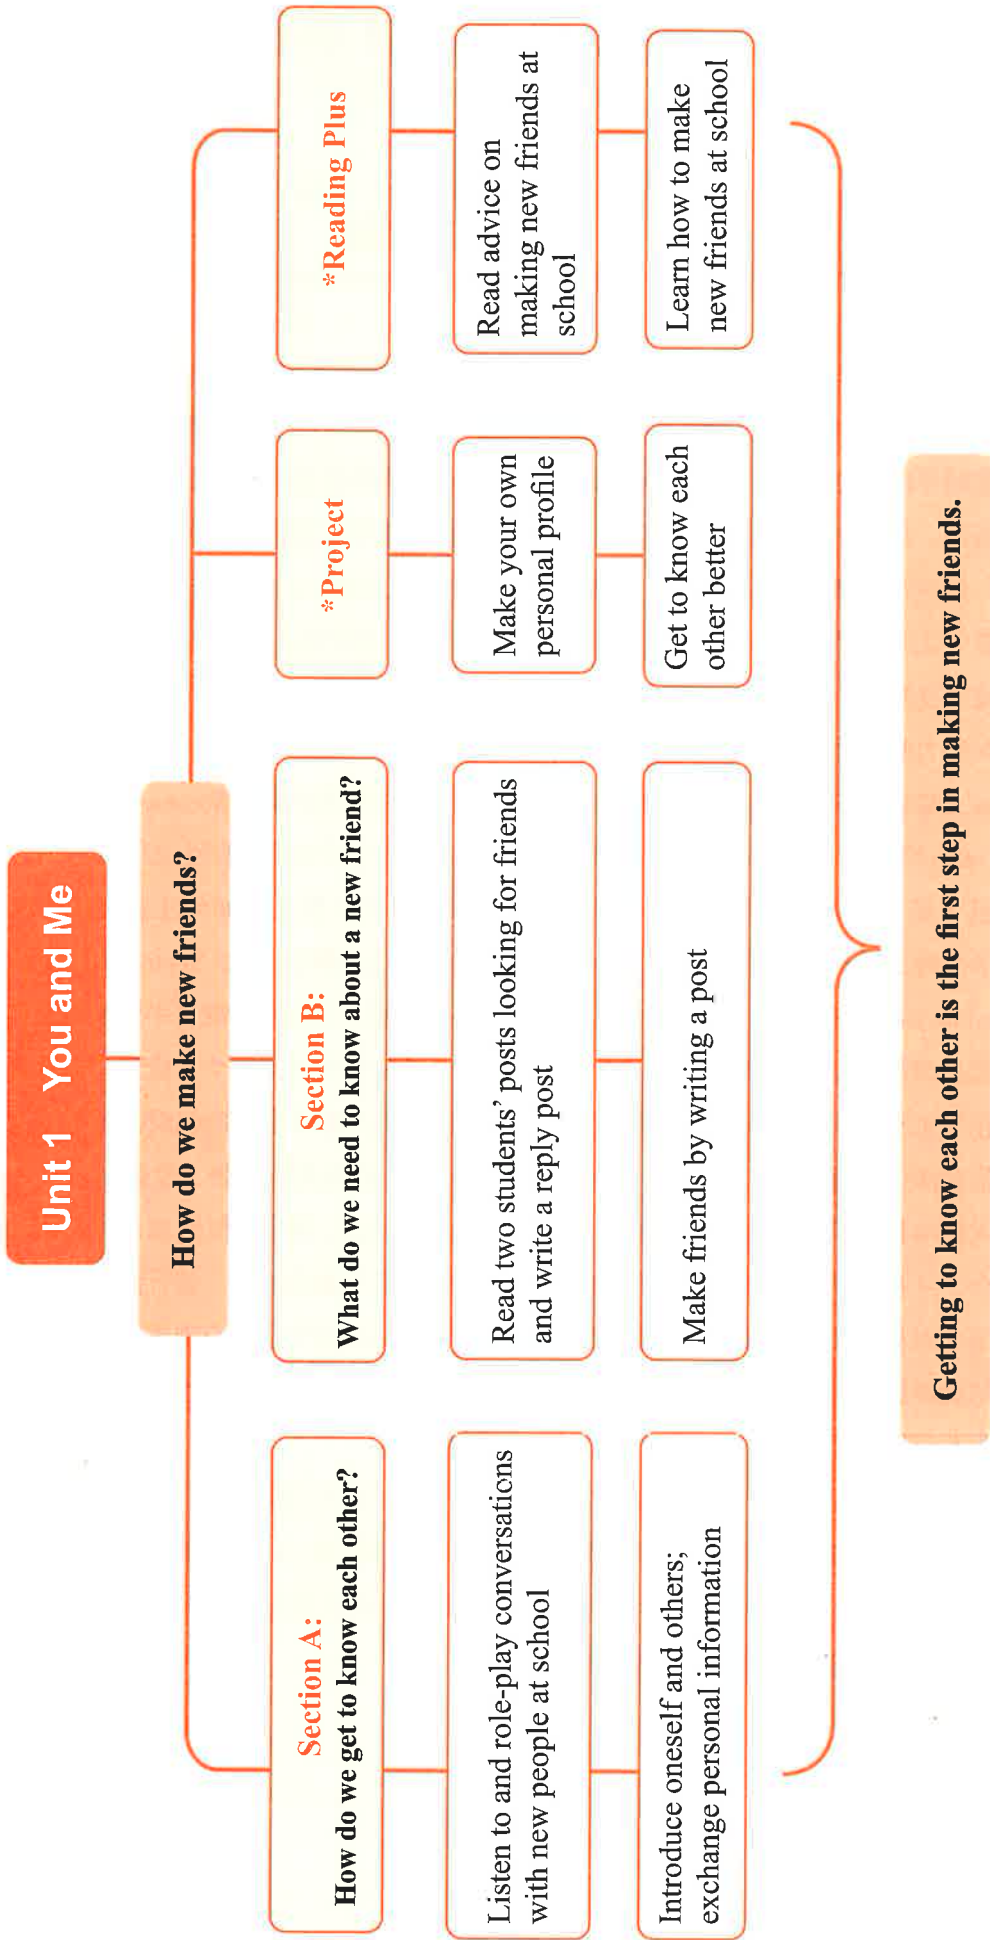 Unit 1 You and Me
How do we make new friends?
Section A:
How do we get to know each other?
Listen to and role-play conversations
with new people at school
Introduce oneself and others;
exchange personal information
Section B:
What do we need to know about a new friend?
Read two students' posts looking for friends
and write a reply post
Make friends by writing a post
*Project
Make your own
personal profile
Get to know each
other better
*Reading Plus
Read advice on
making new friends at
school
Learn how to make
new friends at school
Getting to know each other is the first step in making new friends.